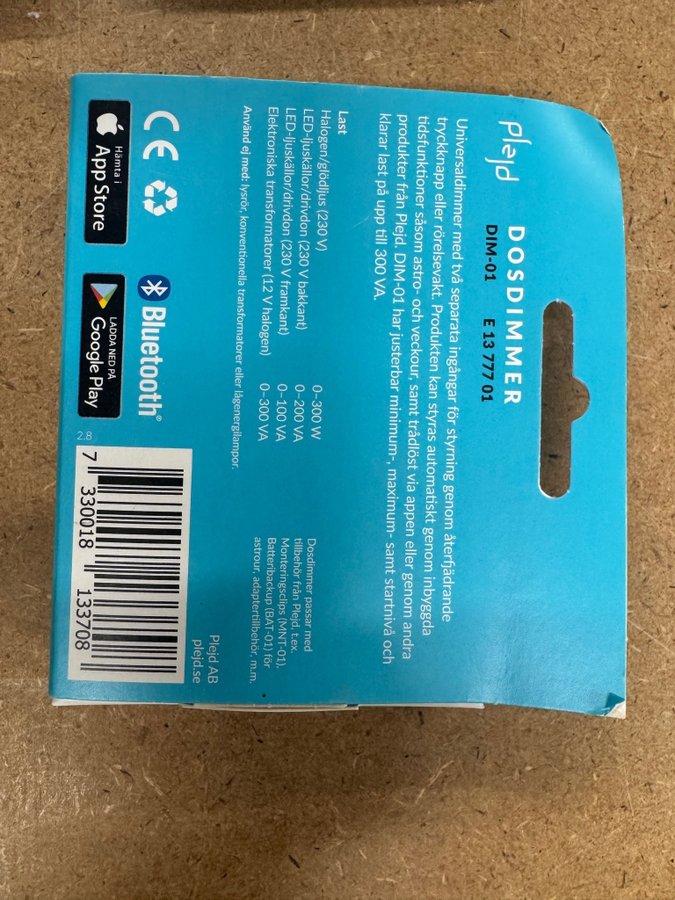 Plejd
DOSDIMMER
DIM-01 E 13 777 01
Universaldimmer med två separata ingångar för styrning genom återfjädrande
tryckknapp eller rörelsevakt. Produkten kan styras automatiskt genom inbyggda
tidsfunktioner såsom astro- och veckour, samt trådlöst via appen eller genom andra
produkter från Plejd. DIM-01 har justerbar minimum-, maximum- samt startnivå och
klarar last på upp till 300 VA.
Last
Halogen/glödljus (230 V) 0–300 W
LED-ljuskällor/drivdon (230 V bakkant) 0–200 VA
LED-ljuskällor/drivdon (230 V framkant) 0–100 VA
Elektroniska transformatorer (12 V halogen) 0–300 VA
Använd ej med: lysrör, konventionella transformatorer eller lågenergilampor.
Dosdimmer passar med
tillbehör från Plejd, t.ex.
Monteringsclips (MNT-01),
Batteribackup (BAT-01) för
astrour, adaptertillbehör, m.m.
Plejd AB
plejd.se
CE
Bluetooth®
Hämta i
App Store
LADDA NED PÅ
Google Play
2.8
7 330018 133708